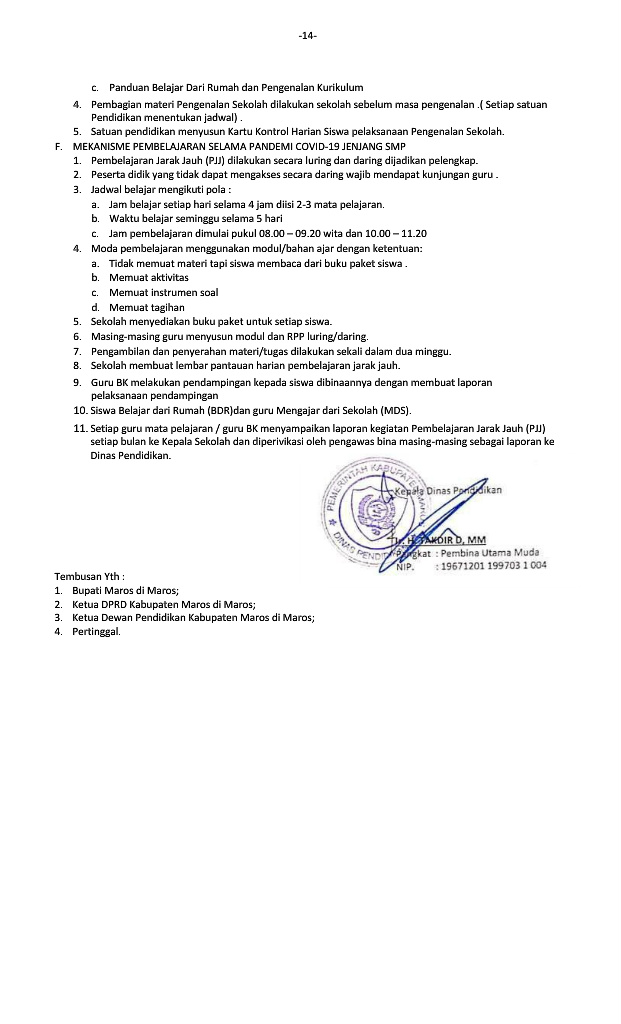 -14-
c. Panduan Belajar Dari Rumah dan Pengenalan Kurikulum
4. Pembagian materi Pengenalan Sekolah dilakukan sekolah sebelum masa pengenalan .( Setiap satuan
Pendidikan menentukan jadwal) .
5. Satuan pendidikan menyusun Kartu Kontrol Harian Siswa pelaksanaan Pengenalan Sekolah.
F. MEKANISME PEMBELAJARAN SELAMA PANDEMI COVID-19 JENJANG SMP
1. Pembelajaran Jarak Jauh (PJJ) dilakukan secara luring dan daring dijadikan pelengkap.
2. Peserta didik yang tidak dapat mengakses secara daring wajib mendapat kunjungan guru .
3. Jadwal belajar mengikuti pola :
a. Jam belajar setiap hari selama 4 jam diisi 2-3 mata pelajaran.
b. Waktu belajar seminggu selama 5 hari
c. Jam pembelajaran dimulai pukul 08.00 – 09.20 wita dan 10.00 – 11.20
4. Moda pembelajaran menggunakan modul/bahan ajar dengan ketentuan:
a. Tidak memuat materi tapi siswa membaca dari buku paket siswa .
b. Memuat aktivitas
c. Memuat instrumen soal
d. Memuat tagihan
5. Sekolah menyediakan buku paket untuk setiap siswa.
6. Masing-masing guru menyusun modul dan RPP luring/daring.
7. Pengambilan dan penyerahan materi/tugas dilakukan sekali dalam dua minggu.
8. Sekolah membuat lembar pantauan harian pembelajaran jarak jauh.
9. Guru BK melakukan pendampingan kepada siswa dibinaannya dengan membuat laporan
pelaksanaan pendampingan
10. Siswa Belajar dari Rumah (BDR)dan guru Mengajar dari Sekolah (MDS).
11. Setiap guru mata pelajaran / guru BK menyampaikan laporan kegiatan Pembelajaran Jarak Jauh (PJJ)
setiap bulan ke Kepala Sekolah dan diperivikasi oleh pengawas bina masing-masing sebagai laporan ke
Dinas Pendidikan.
PEMERINTAH KABUPATEN
DINAS
Kepala Dinas Pendidikan
H. TAKDIR D, MM
Pangkat : Pembina Utama Muda
NIP. : 19671201 199703 1 004
Tembusan Yth :
1. Bupati Maros di Maros;
2. Ketua DPRD Kabupaten Maros di Maros;
3. Ketua Dewan Pendidikan Kabupaten Maros di Maros;
4. Pertinggal.